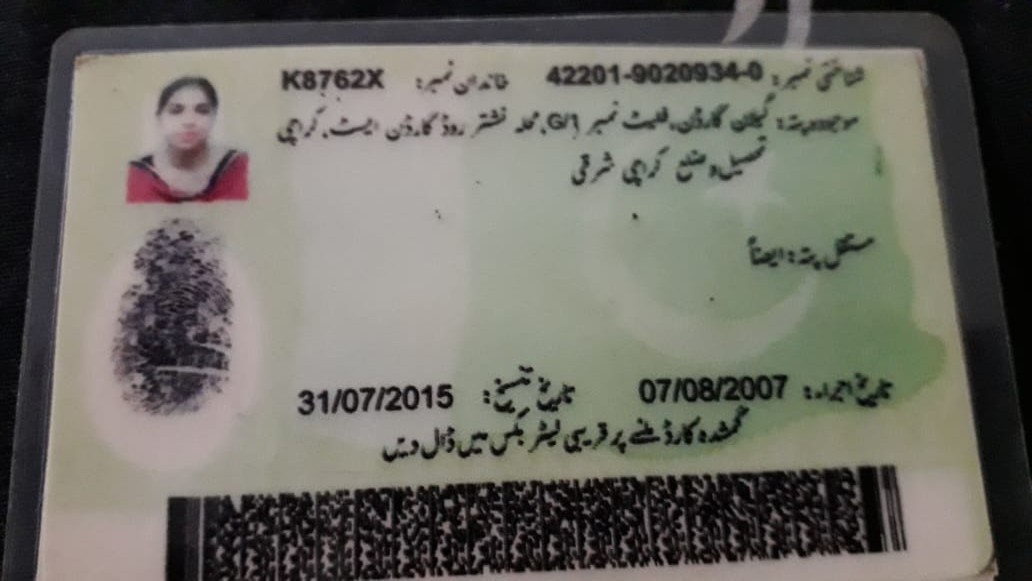 شناختی نمبر: 42201-9020934-0 خاندان نمبر: K8762X
موجودہ پتہ: گیلان گارڈن، فلیٹ نمبر G/1، محلہ نشتر روڈ گارڈن ایسٹ، کراچی
تحصیل و ضلع کراچی شرقی
مستقل پتہ: ایضاً
تاریخ اجراء: 07/08/2007 تاریخ تنسیخ: 31/07/2015
گمشدہ کارڈ ملنے پر قریبی لیٹر بکس میں ڈال دیں